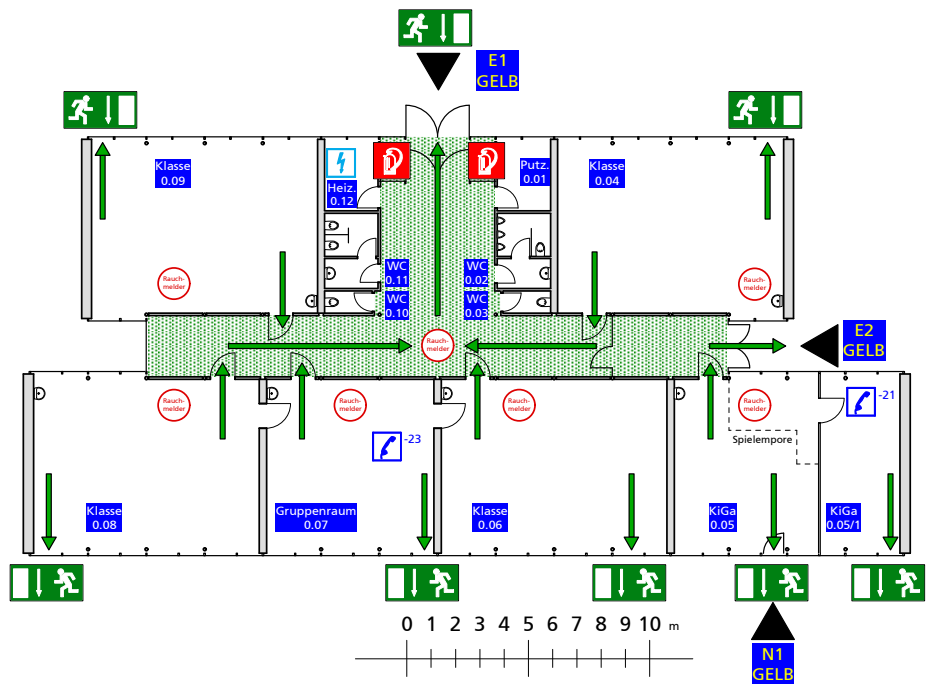 E1
GELB
Klasse
0.09
Heiz.
0.12
Putz.
0.01
Klasse
0.04
WC
0.11
WC
0.02
WC
0.10
WC
0.03
Rauch-
melder
Rauch-
melder
Rauch-
melder
E2
GELB
Rauch-
melder
Rauch-
melder
Rauch-
melder
Rauch-
melder
-21
-23
Spielempore
Klasse
0.08
Gruppenraum
0.07
Klasse
0.06
KiGa
0.05
KiGa
0.05/1
0 1 2 3 4 5 6 7 8 9 10 m
N1
GELB